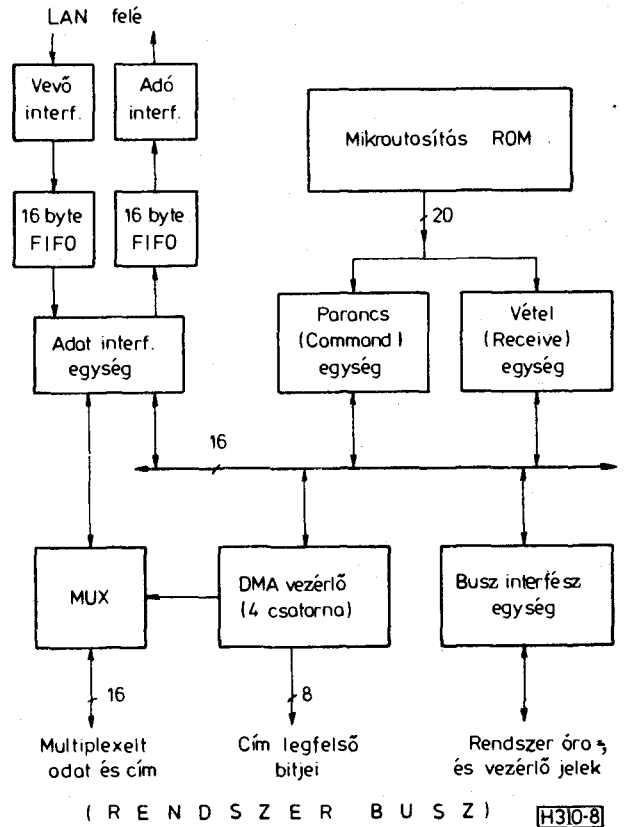 LAN felé
Vevő
interf.
Adó
interf.
Mikroutosítás ROM
16 byte
FIFO
16 byte
FIFO
20
Adat interf.
egység
Parancs
(Command)
egység
Vétel
(Receive)
egység
16
MUX
DMA vezérlő
(4 csatorna)
Busz interfész
egység
16
8
Multiplexelt
adat és cím
Cím legfelső
bitjei
Rendszer óra-,
és vezérlő jelek
( RENDSZER BUSZ )
H310-8